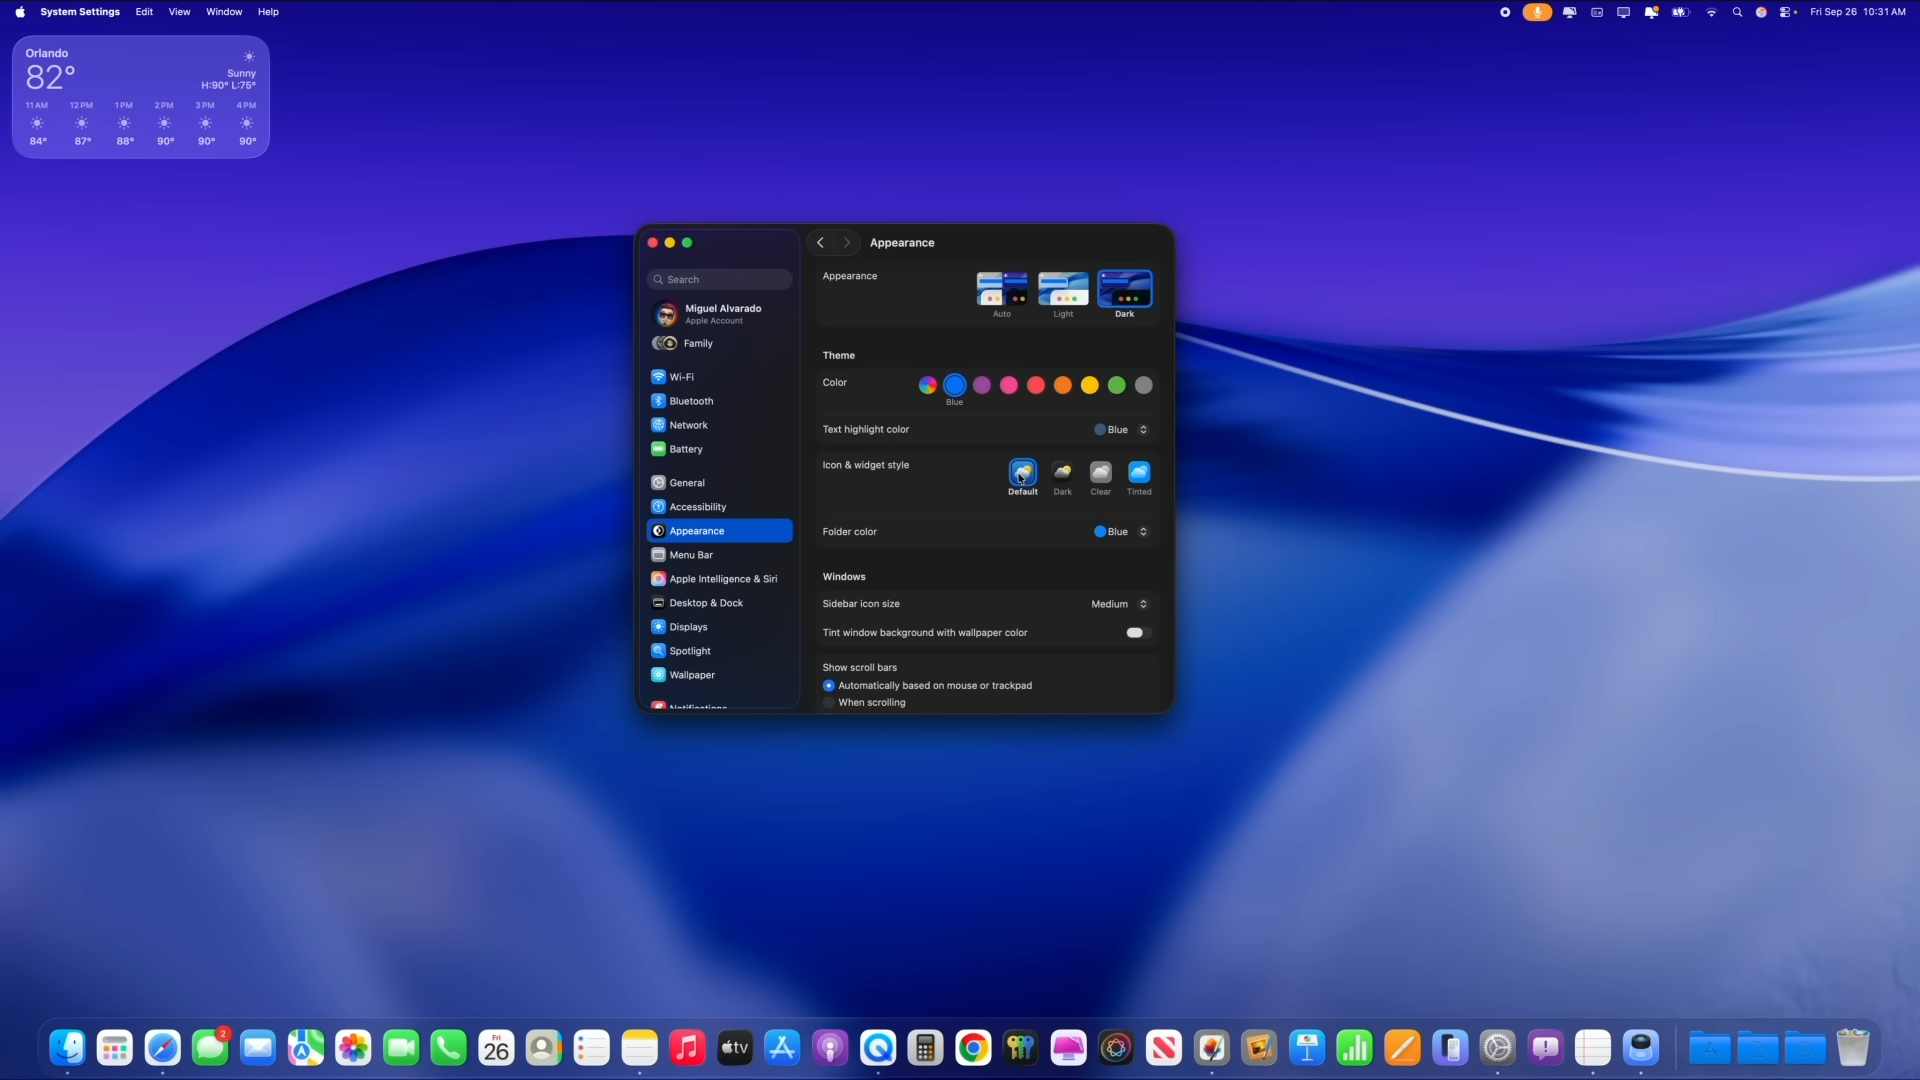 System Settings Edit View Window Help
Fri Sep 26 10:31 AM
Orlando
82°
Sunny
H:90° L:75°
11 AM 12 PM 1 PM 2 PM 3 PM 4 PM
84° 87° 88° 90° 90° 90°
Search
Miguel Alvarado
Apple Account
Family
Wi-Fi
Bluetooth
Network
Battery
General
Accessibility
Appearance
Menu Bar
Apple Intelligence & Siri
Desktop & Dock
Displays
Spotlight
Wallpaper
Notifications
Appearance
Appearance
Auto Light Dark
Theme
Color
Blue
Text highlight color Blue
Icon & widget style
Default Dark Clear Tinted
Folder color Blue
Windows
Sidebar icon size Medium
Tint window background with wallpaper color
Show scroll bars
Automatically based on mouse or trackpad
When scrolling
2
Fri
26
tv